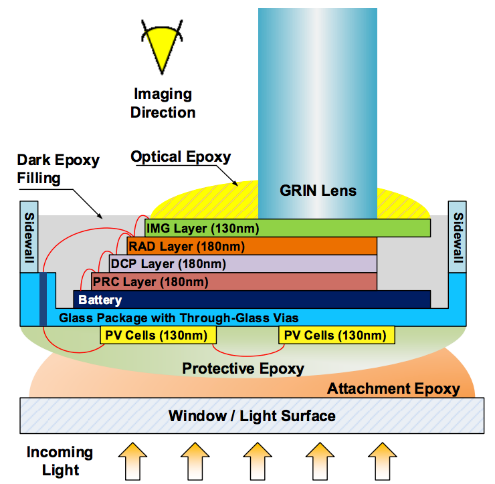 Imaging
Direction
Dark Epoxy
Filling
Optical Epoxy
GRIN Lens
Sidewall
Sidewall
IMG Layer (130nm)
RAD Layer (180nm)
DCP Layer (180nm)
PRC Layer (180nm)
Battery
Glass Package with Through-Glass Vias
PV Cells (130nm)
PV Cells (130nm)
Protective Epoxy
Attachment Epoxy
Window / Light Surface
Incoming
Light